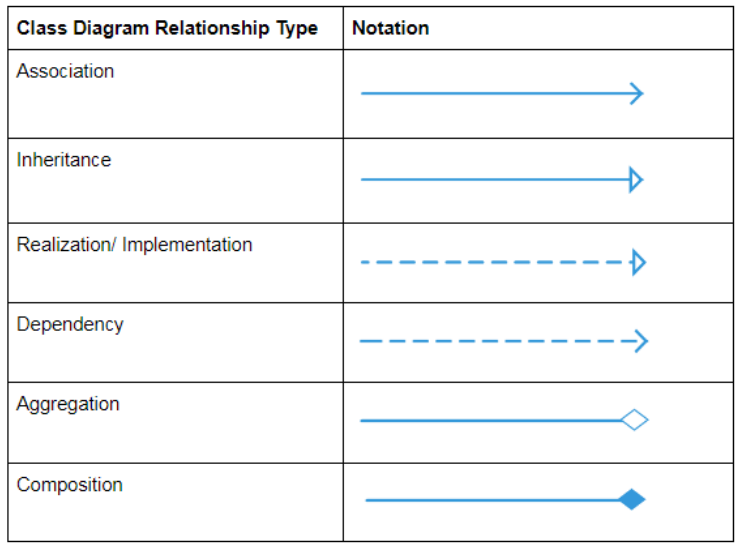 Class Diagram Relationship Type Notation
Association
Inheritance
Realization/ Implementation
Dependency
Aggregation
Composition